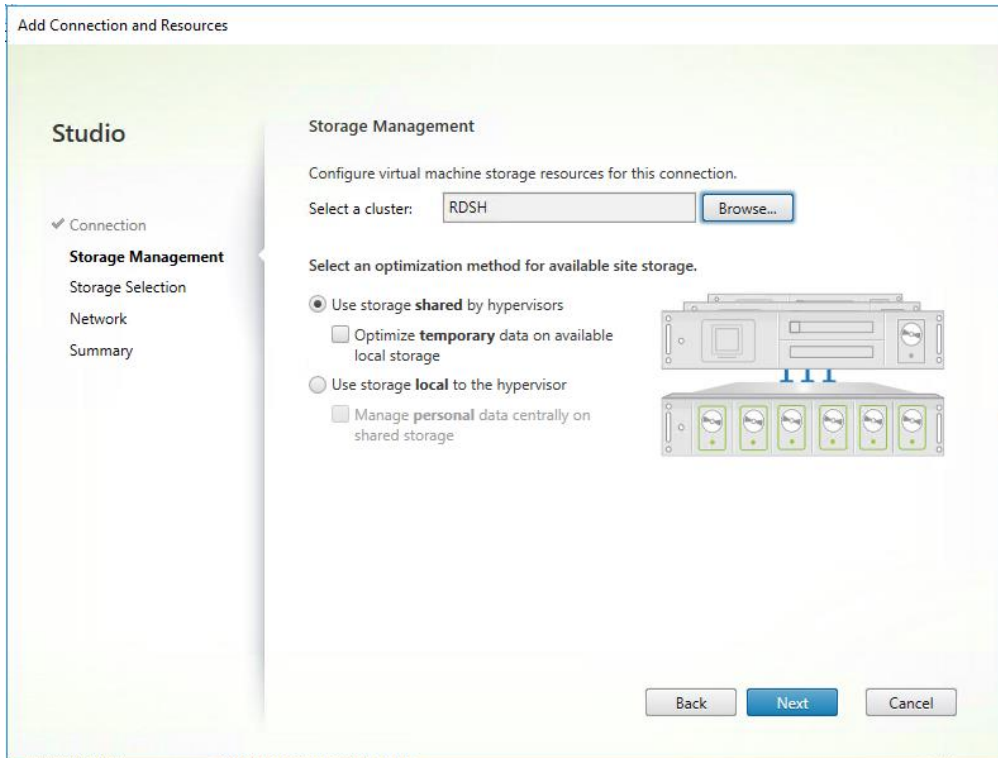 Add Connection and Resources
Studio
Connection
Storage Management
Storage Selection
Network
Summary
Storage Management
Configure virtual machine storage resources for this connection.
Select a cluster: RDSH Browse...
Select an optimization method for available site storage.
Use storage shared by hypervisors
Optimize temporary data on available
local storage
Use storage local to the hypervisor
Manage personal data centrally on
shared storage
Back Next Cancel